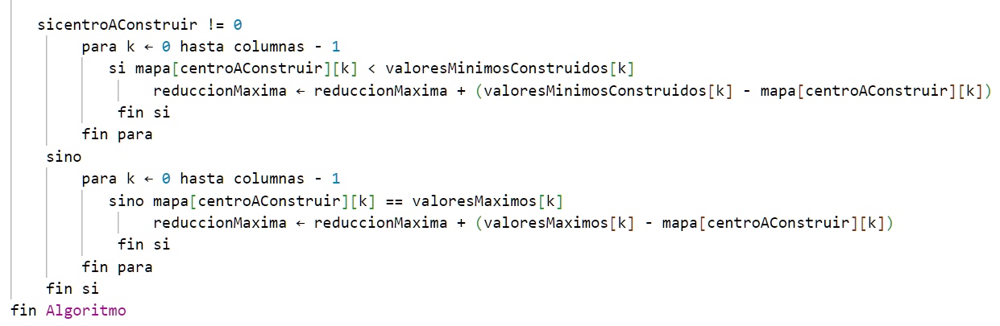 sicentroAConstruir != 0
para k ← 0 hasta columnas - 1
si mapa[centroAConstruir][k] < valoresMinimosConstruidos[k]
reduccionMaxima ← reduccionMaxima + (valoresMinimosConstruidos[k] - mapa[centroAConstruir][k])
fin si
fin para
sino
para k ← 0 hasta columnas - 1
sino mapa[centroAConstruir][k] == valoresMaximos[k]
reduccionMaxima ← reduccionMaxima + (valoresMaximos[k] - mapa[centroAConstruir][k])
fin si
fin para
fin si
fin Algoritmo